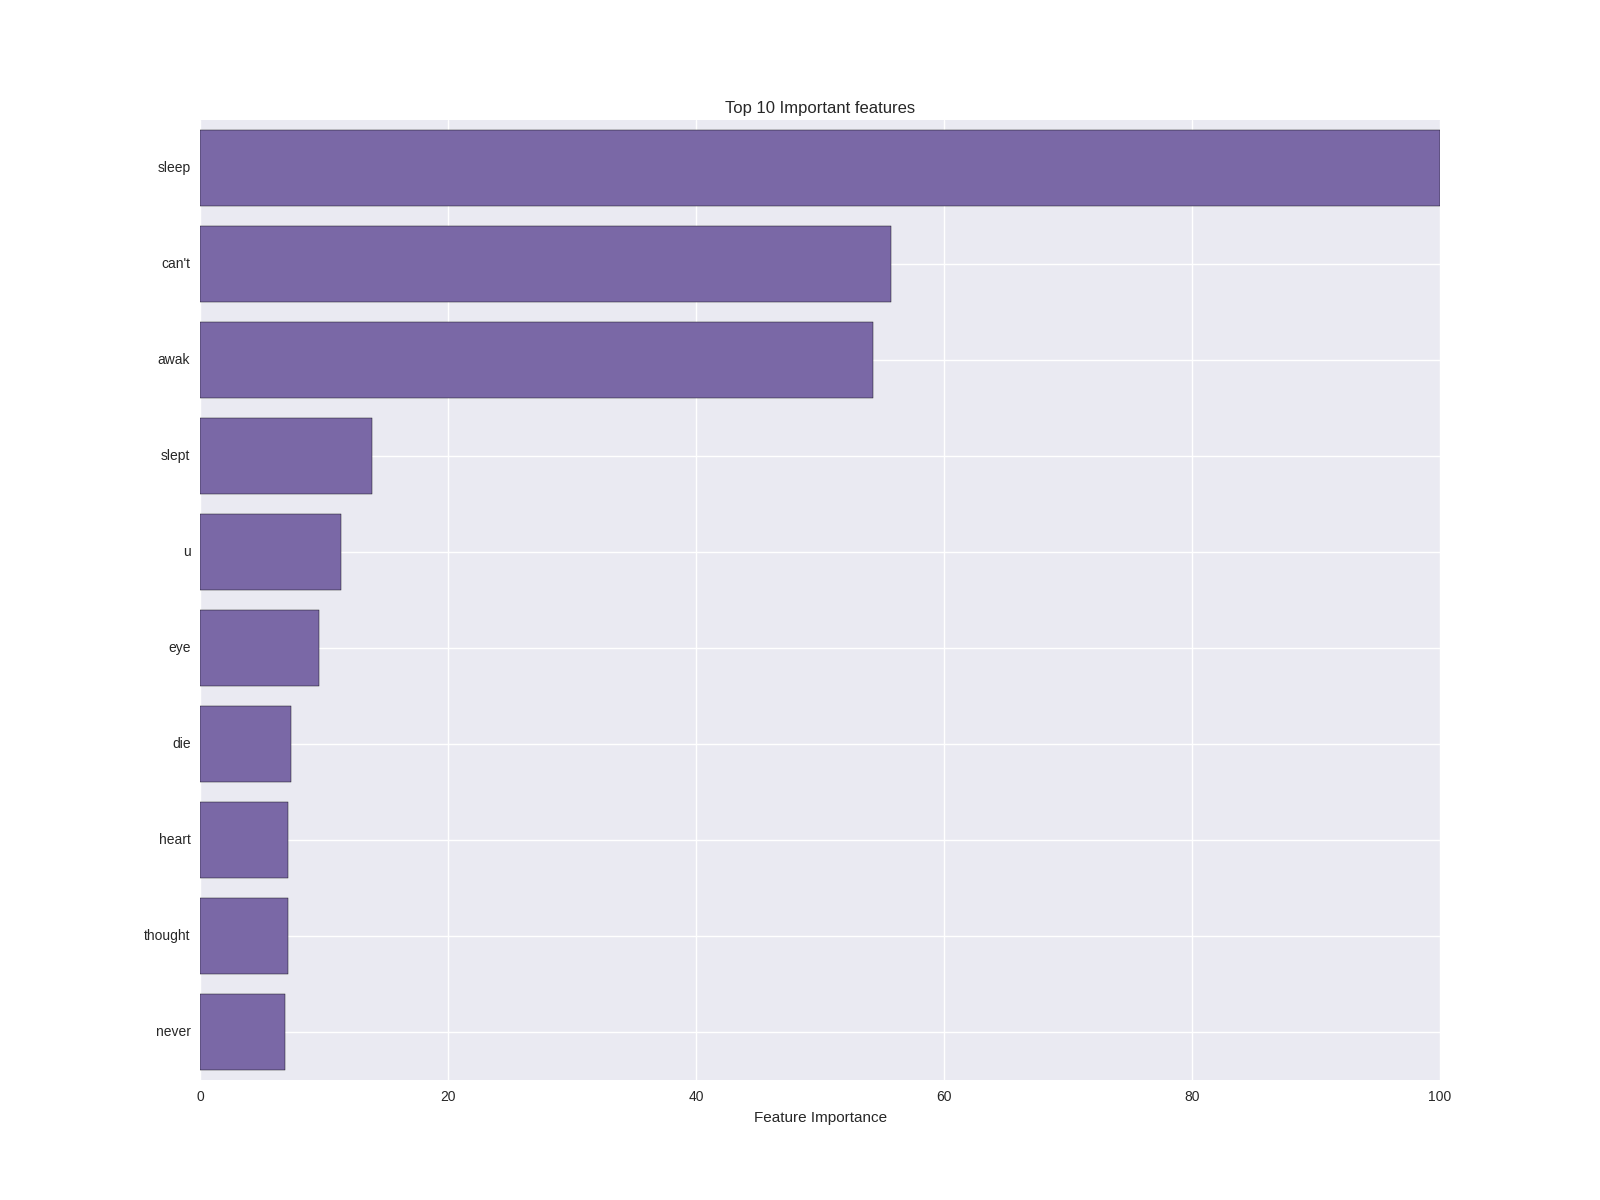 Top 10 Important features
sleep
can't
awak
slept
u
eye
die
heart
thought
never
0 20 40 60 80 100
Feature Importance